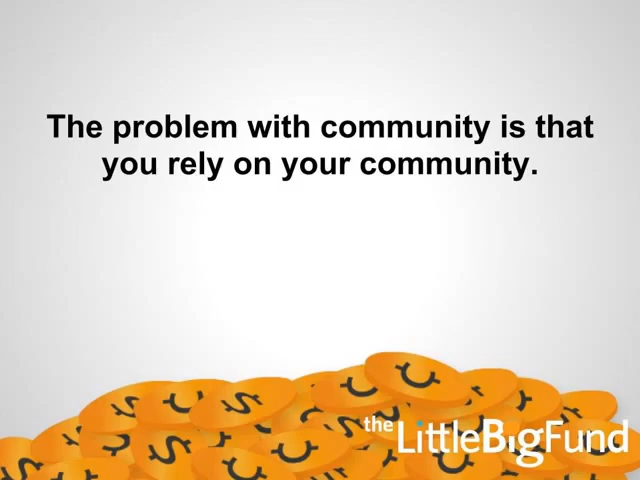 The problem with community is that
you rely on your community.
the LittleBigFund